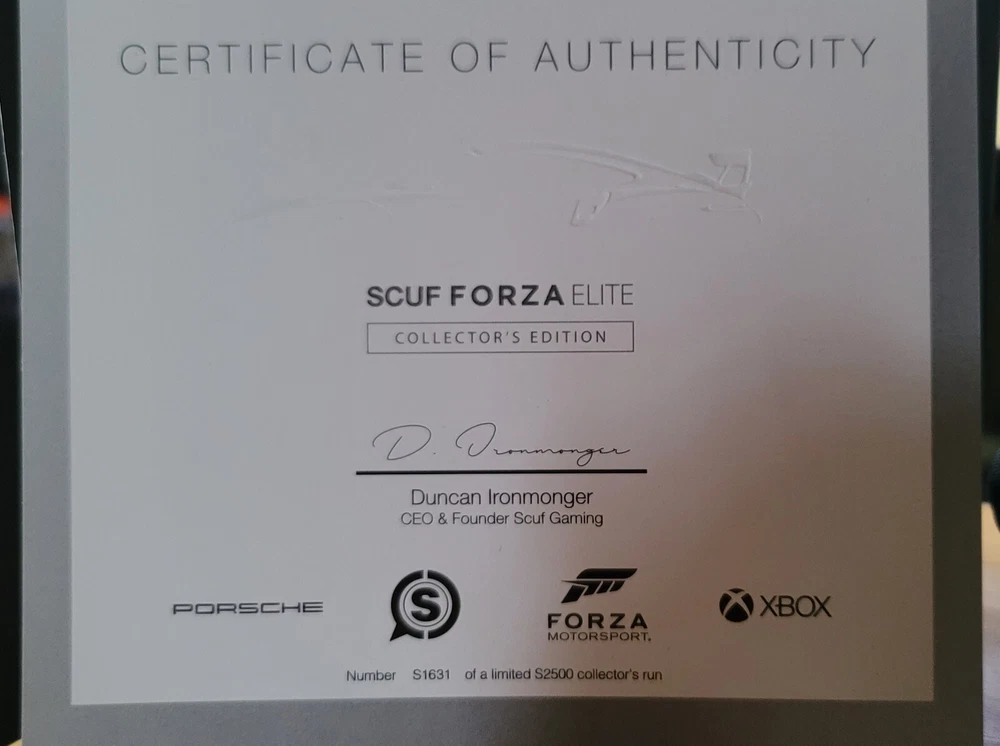 CERTIFICATE OF AUTHENTICITY
SCUF FORZA ELITE
COLLECTOR'S EDITION
D. Ironmonger
Duncan Ironmonger
CEO & Founder Scuf Gaming
PORSCHE
S
FORZA
MOTORSPORT.
XBOX
Number S1631 of a limited S2500 collector's run